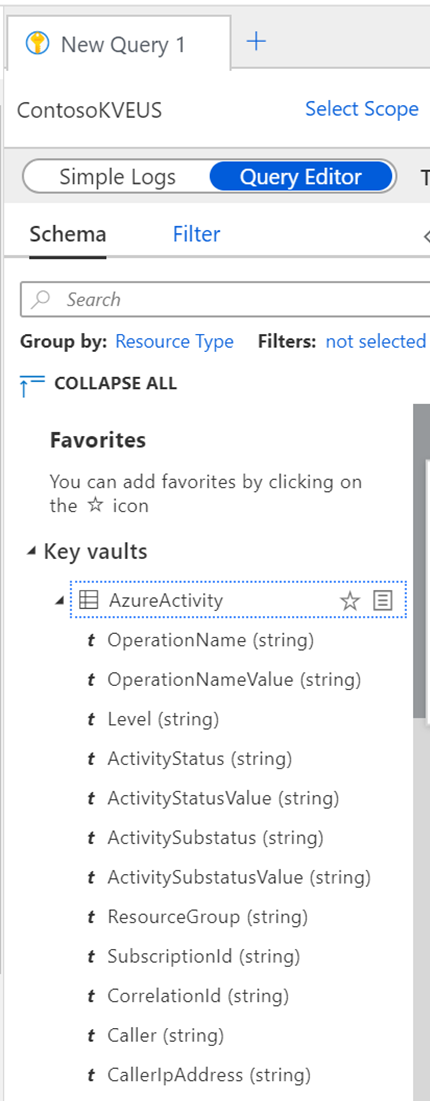 New Query 1
ContosoKVEUS Select Scope
Simple Logs Query Editor T
Schema Filter
Search
Group by: Resource Type Filters: not selected
COLLAPSE ALL
Favorites
You can add favorites by clicking on
the ☆ icon
Key vaults
AzureActivity
t OperationName (string)
t OperationNameValue (string)
t Level (string)
t ActivityStatus (string)
t ActivityStatusValue (string)
t ActivitySubstatus (string)
t ActivitySubstatusValue (string)
t ResourceGroup (string)
t SubscriptionId (string)
t CorrelationId (string)
t Caller (string)
t CallerIpAddress (string)